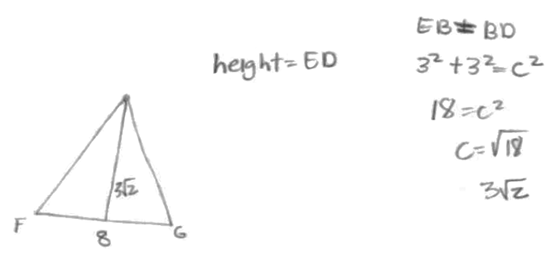 EB = BD
height = ED
3² + 3² = c²
18 = c²
c = √18
3√2
3√2
F
8
G